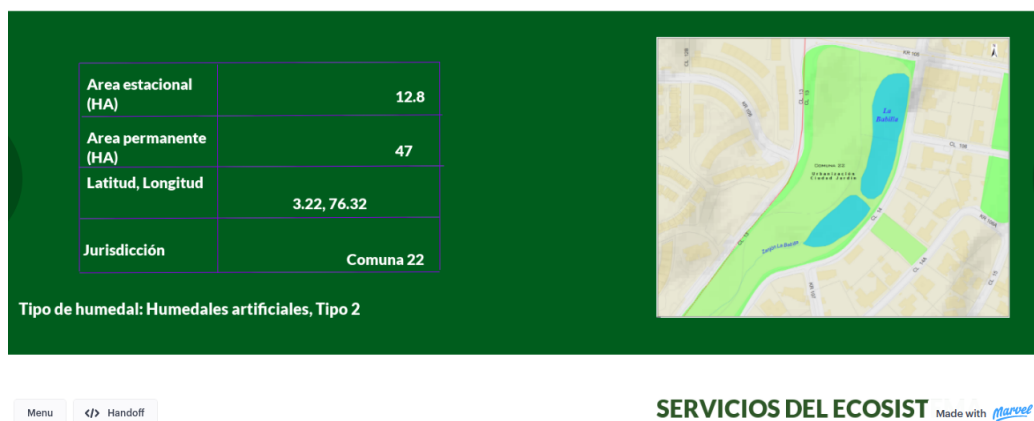 Area estacional
(HA)
12.8
Area permanente
(HA)
47
Latitud, Longitud
3.22, 76.32
Jurisdicción
Comuna 22
Tipo de humedal: Humedales artificiales, Tipo 2
La
Babilla
Comuna 22
Urbanización
Ciudad Jardín
SERVICIOS DEL ECOSIST
Menu
</> Handoff
Made with Marvel